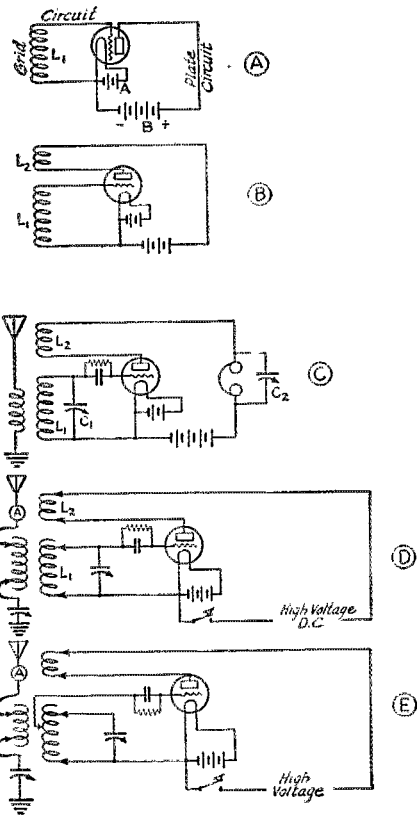 Circuit
Grid
L1
A
Plate
Circuit
- B +
A
L2
L1
B
L2
L1
C1
C2
C
A
L2
L1
High Voltage
D.C
D
A
High
Voltage
E